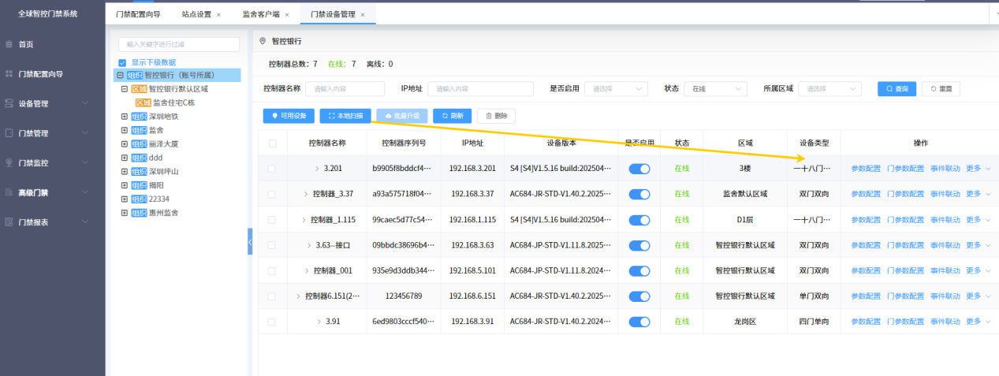 全球智控门禁系统
门禁配置向导 站点设置 × 监舍客户端 × 门禁设备管理 ×
首页
门禁配置向导
设备管理
门禁管理
门禁监控
高级门禁
门禁报表
输入关键字进行过滤
显示下级数据
组织 智控银行（账号所属）
区域 智控银行默认区域
区域 监舍住宅C栋
组织 深圳地铁
组织 监舍
组织 丽泽大厦
组织 ddd
组织 深圳坪山
组织 揭阳
组织 22334
组织 惠州监舍
智控银行
控制器总数：7 在线：7 离线：0
控制器名称 请输入内容 IP地址 请输入内容 是否启用 请选择 状态 在线 所属区域 请选择 查询 重置
可用设备 本地扫描 批量升级 刷新 删除
控制器名称 控制器序列号 IP地址 设备版本 是否启用 状态 区域 设备类型 操作
3.201 b9905f8bddcf4··· 192.168.3.201 S4 [S4]V1.5.16 build:202504··· 在线 3楼 一十八门··· 参数配置 门参数配置 事件联动 更多
控制器_3.37 a93a575718f04··· 192.168.3.37 AC684-JR-STD-V1.40.2.2025··· 在线 监舍默认区域 双门双向 参数配置 门参数配置 事件联动 更多
控制器_1.115 99caec5d77c54··· 192.168.1.115 S4 [S4]V1.5.16 build:202504··· 在线 D1层 一十八门··· 参数配置 门参数配置 事件联动 更多
3.63--接口 09bbdc38696b4··· 192.168.3.63 AC684-JP-STD-V1.11.8.2025··· 在线 智控银行默认区域 双门双向 参数配置 门参数配置 事件联动 更多
控制器_001 935e9d3ddb344··· 192.168.5.101 AC684-JP-STD-V1.11.8.2024··· 在线 智控银行默认区域 双门双向 参数配置 门参数配置 事件联动 更多
控制器6.151(2··· 123456789 192.168.6.151 AC684-JR-STD-V1.40.2.2025··· 在线 智控银行默认区域 单门双向 参数配置 门参数配置 事件联动 更多
3.91 6ed9803cccf540··· 192.168.3.91 AC684-JR-STD-V1.40.2.2024··· 在线 龙岗区 四门单向 参数配置 门参数配置 事件联动 更多